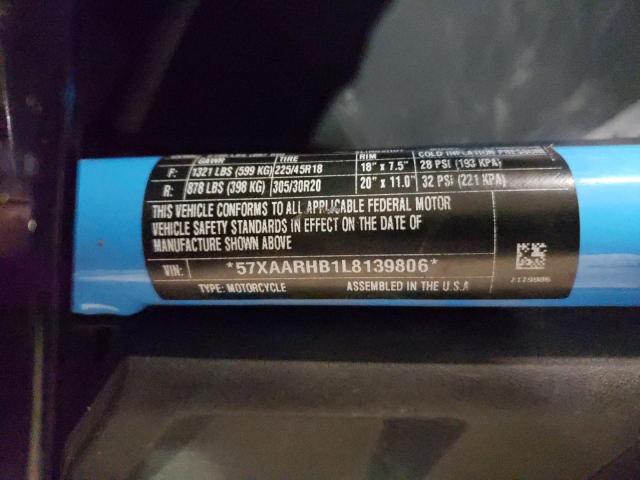 GAWR TIRE RIM COLD INFLATION PRESSURE
F: 1321 LBS (599 KG) 225/45R18 18" x 7.5" 28 PSI (193 KPA)
R: 878 LBS (398 KG) 305/30R20 20" x 11.0" 32 PSI (221 KPA)
THIS VEHICLE CONFORMS TO ALL APPLICABLE FEDERAL MOTOR
VEHICLE SAFETY STANDARDS IN EFFECT ON THE DATE OF
MANUFACTURE SHOWN ABOVE
VIN: *57XAARHB1L8139806*
TYPE: MOTORCYCLE ASSEMBLED IN THE U.S.A